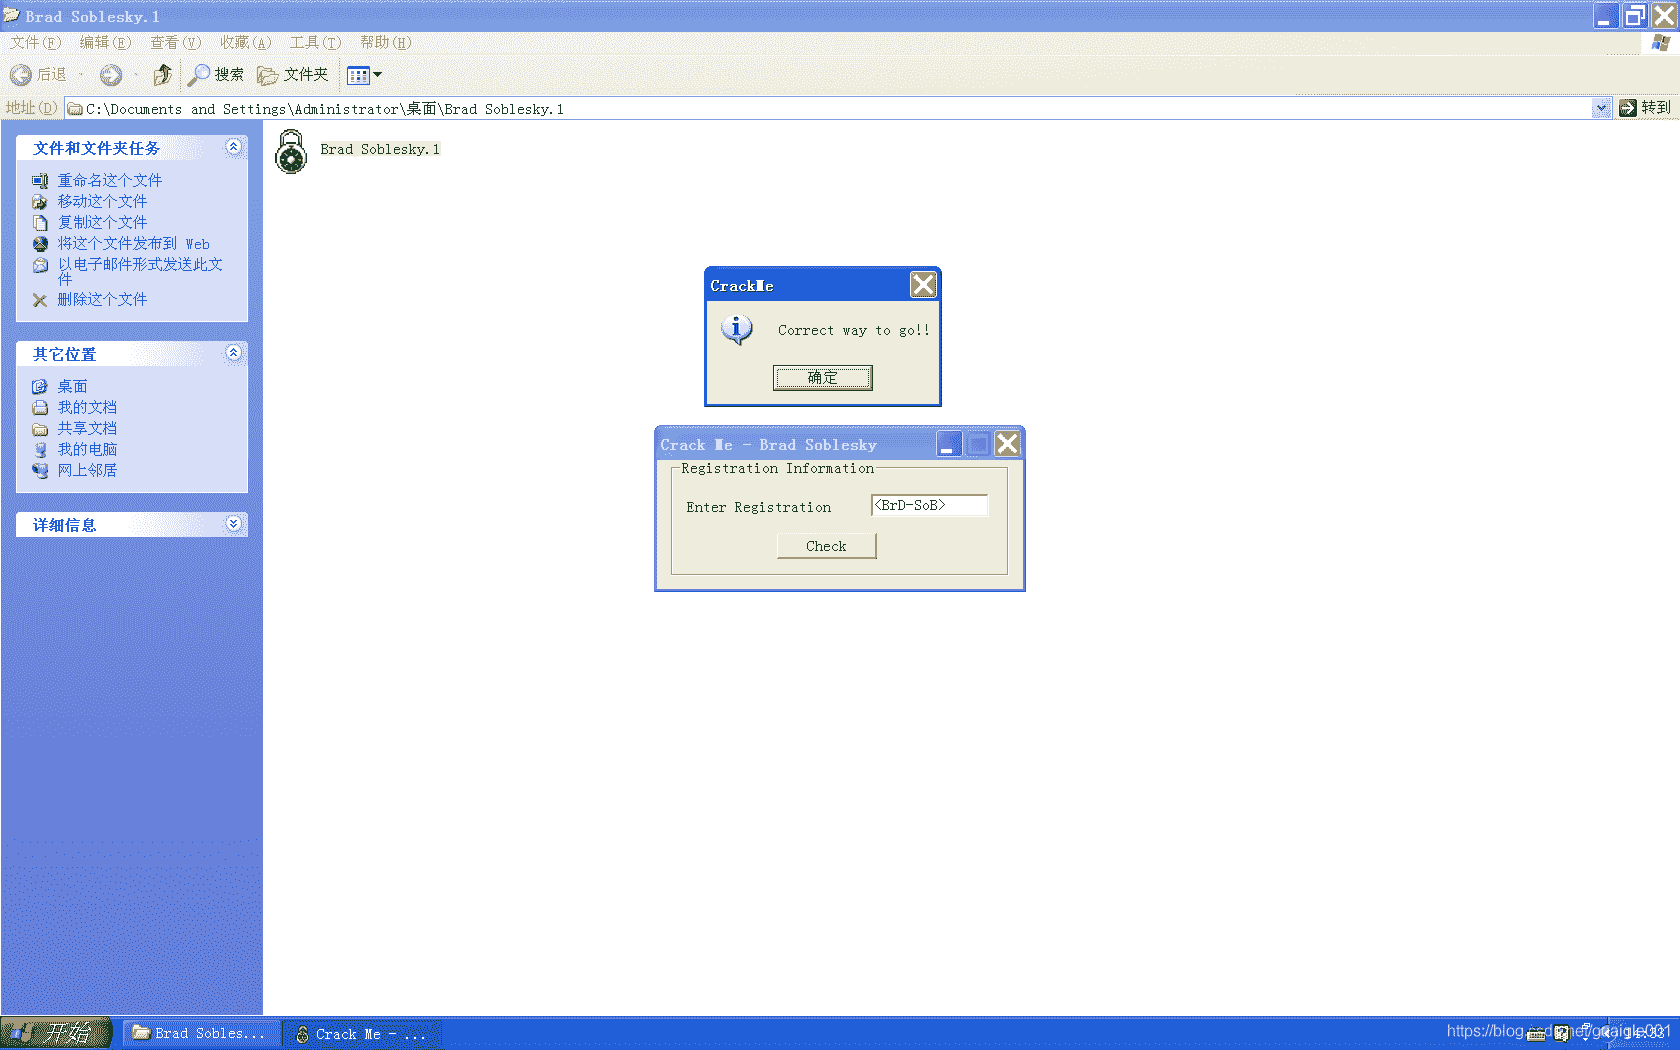 Brad Soblesky.1
文件(F) 编辑(E) 查看(V) 收藏(A) 工具(T) 帮助(H)
后退 搜索 文件夹
地址(D) C:\Documents and Settings\Administrator\桌面\Brad Soblesky.1 转到
文件和文件夹任务
重命名这个文件
移动这个文件
复制这个文件
将这个文件发布到 Web
以电子邮件形式发送此文
件
删除这个文件
其它位置
桌面
我的文档
共享文档
我的电脑
网上邻居
详细信息
Brad Soblesky.1
CrackMe
Correct way to go!!
确定
Crack Me - Brad Soblesky
Registration Information
Enter Registration <BrD-SoB>
Check
开始 Brad Sobles... Crack Me - ...